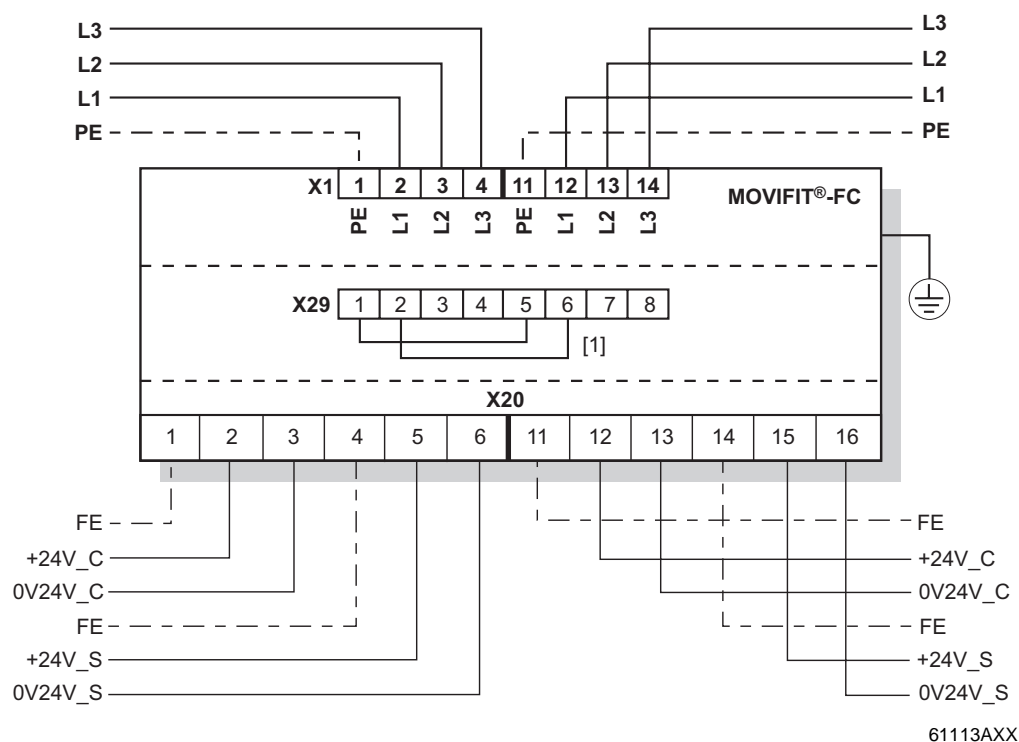 L3 L3
L2 L2
L1 L1
PE PE
X1 1 2 3 4 11 12 13 14 MOVIFIT®-FC
PE L1 L2 L3 PE L1 L2 L3
X29 1 2 3 4 5 6 7 8
[1]
X20
1 2 3 4 5 6 11 12 13 14 15 16
FE FE
+24V_C +24V_C
0V24V_C 0V24V_C
FE FE
+24V_S +24V_S
0V24V_S 0V24V_S
61113AXX